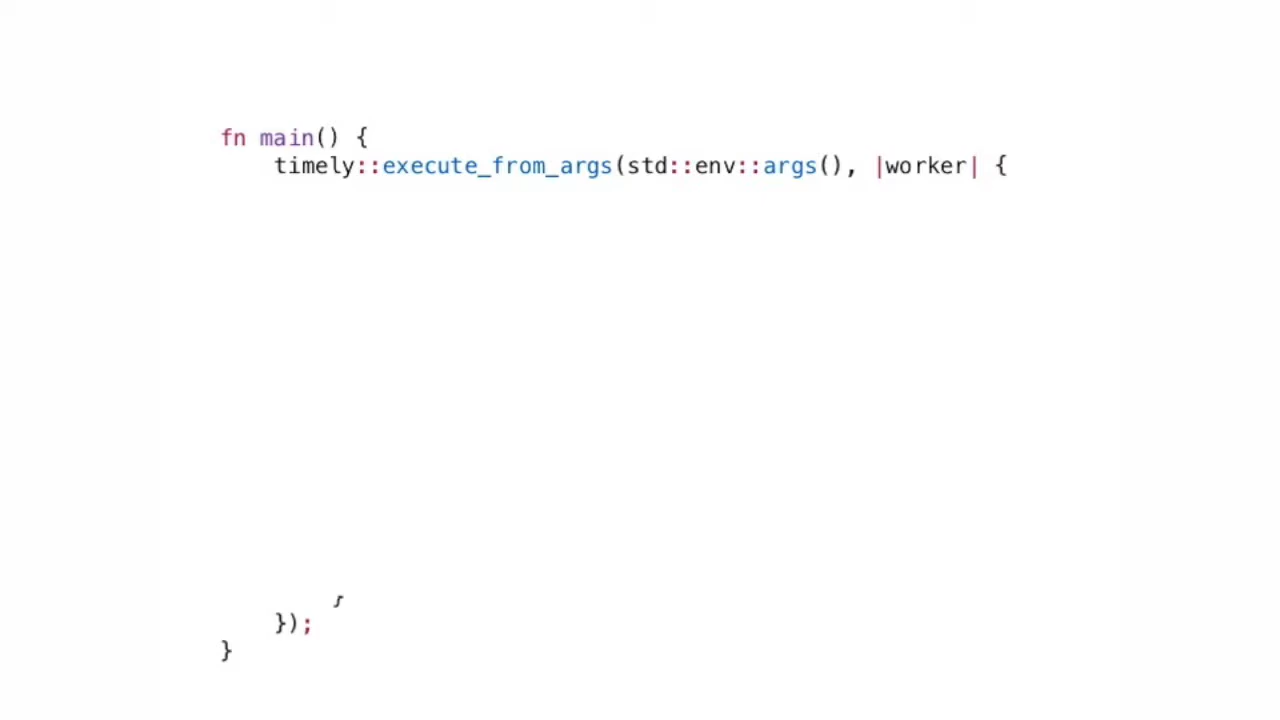 fn main() {
    timely::execute_from_args(std::env::args(), |worker| {
    });
}